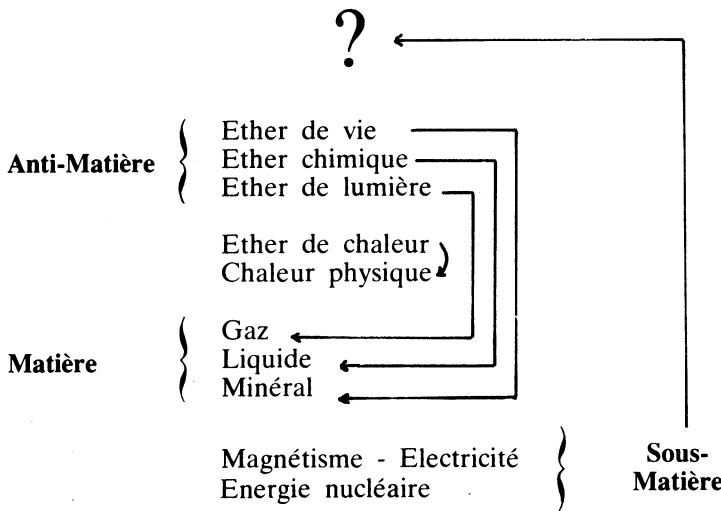 ?
Ether de vie
Anti-Matière
Ether chimique
Ether de lumière
Ether de chaleur
Chaleur physique
Gaz
Matière
Liquide
Minéral
Magnétisme - Electricité
Energie nucléaire
Sous-
Matière